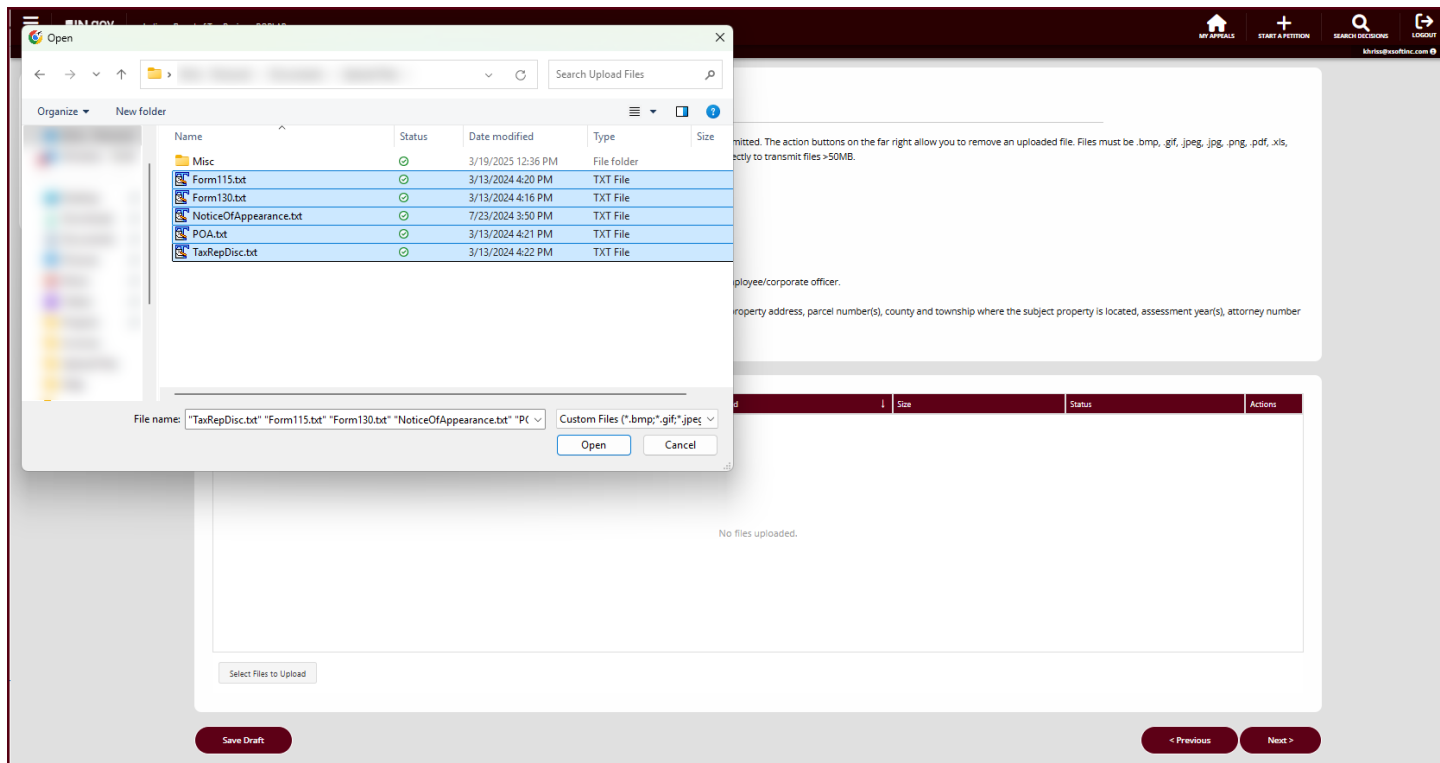 IN.gov
MY APPEALS
START A PETITION
SEARCH DECISIONS
LOGOUT
khriss@xsoftinc.com
Open
Search Upload Files
Organize
New folder
Name
Status
Date modified
Type
Size
Misc
3/19/2025 12:36 PM
File folder
Form115.txt
3/13/2024 4:20 PM
TXT File
Form130.txt
3/13/2024 4:16 PM
TXT File
NoticeOfAppearance.txt
7/23/2024 3:50 PM
TXT File
POA.txt
3/13/2024 4:21 PM
TXT File
TaxRepDisc.txt
3/13/2024 4:22 PM
TXT File
File name:
"TaxRepDisc.txt" "Form115.txt" "Form130.txt" "NoticeOfAppearance.txt" "P(
Custom Files (*.bmp;*.gif;*.jpeg
Open
Cancel
mitted. The action buttons on the far right allow you to remove an uploaded file. Files must be .bmp, .gif, .jpeg, .jpg, .png, .pdf, .xls,
ectly to transmit files >50MB.
ployee/corporate officer.
roperty address, parcel number(s), county and township where the subject property is located, assessment year(s), attorney number
d
Size
Status
Actions
No files uploaded.
Select Files to Upload
Save Draft
< Previous
Next >